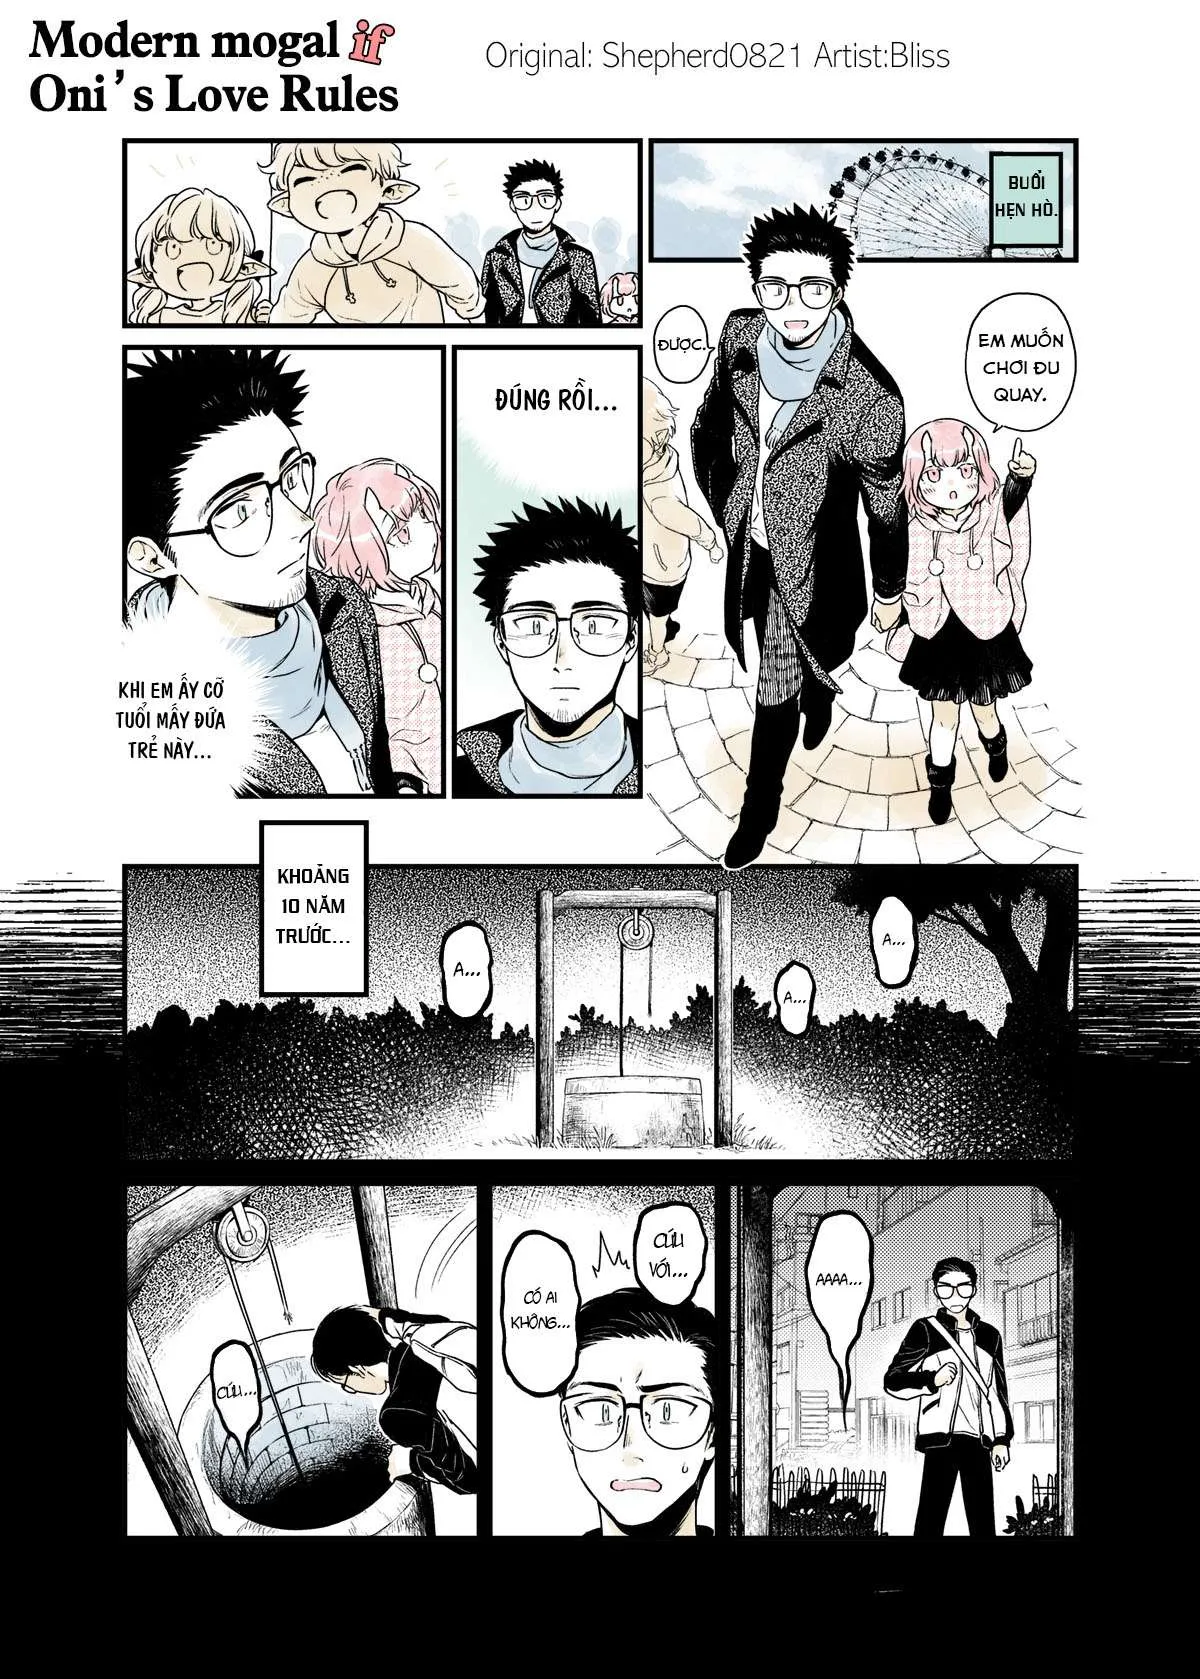 Modern mogal if
Oni's Love Rules
Original: Shepherd0821 Artist:Bliss
BUỔI
HẸN HÒ.
EM MUỐN
CHƠI ĐU
QUAY.
ĐƯỢC.
ĐÚNG RỒI...
KHI EM ẤY CỠ
TUỔI MẤY ĐỨA
TRẺ NÀY...
KHOẢNG
10 NĂM
TRƯỚC...
A...
A...
A...
AAAA...
CỨU
VỚI...
CÓ AI
KHÔNG...
CỨU...